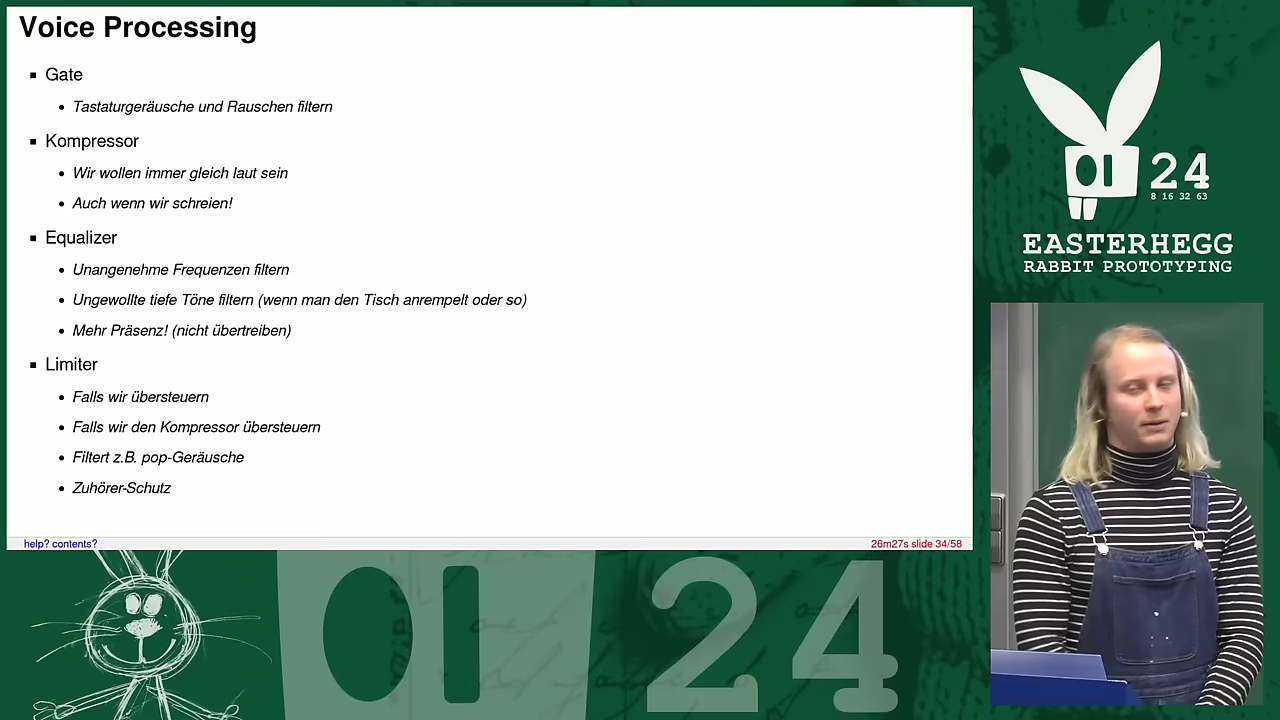 Voice Processing
Gate
Tastaturgeräusche und Rauschen filtern
Kompressor
Wir wollen immer gleich laut sein
Auch wenn wir schreien!
Equalizer
Unangenehme Frequenzen filtern
Ungewollte tiefe Töne filtern (wenn man den Tisch anrempelt oder so)
Mehr Präsenz! (nicht übertreiben)
Limiter
Falls wir übersteuern
Falls wir den Kompressor übersteuern
Filtert z.B. pop-Geräusche
Zuhörer-Schutz
help? contents?
26m27s slide 34/58
24
8 16 32 63
EASTERHEGG
RABBIT PROTOTYPING
24